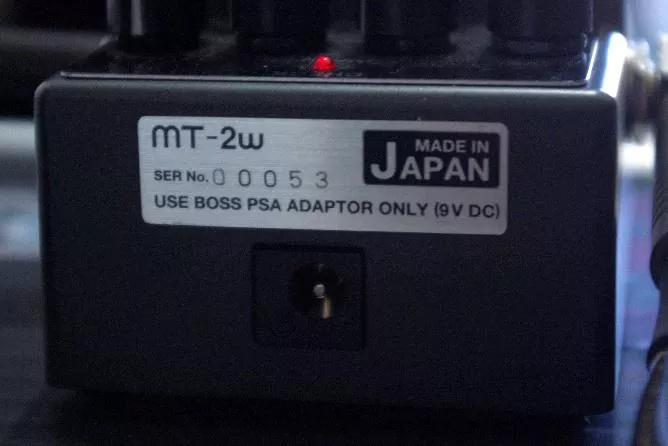 MT-2W
MADE IN
JAPAN
SER No. 00053
USE BOSS PSA ADAPTOR ONLY (9V DC)